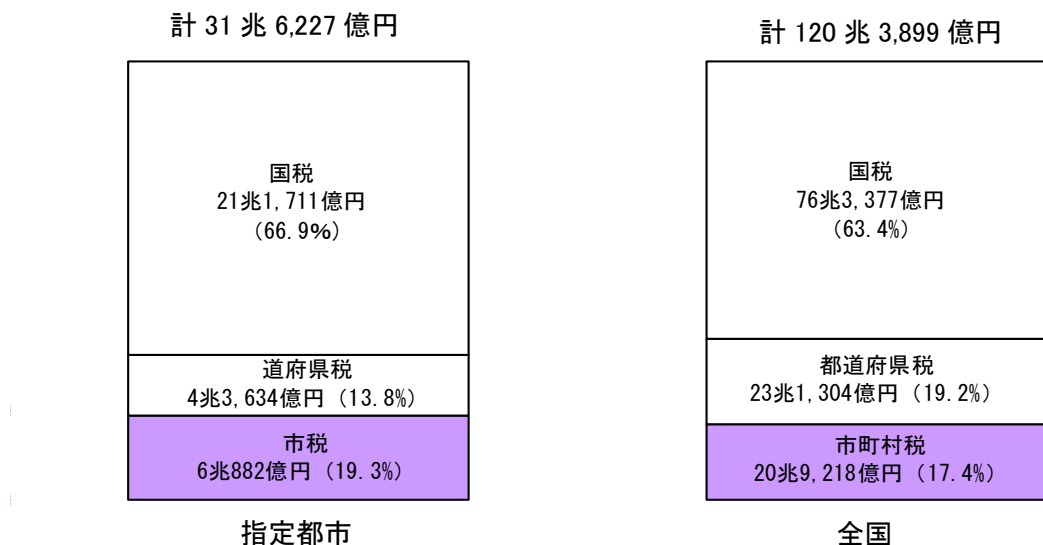 計 31 兆 6,227 億円
国税
21兆1,711億円
（66.9%）
道府県税
4兆3,634億円（13.8%）
市税
6兆882億円（19.3%）
指定都市
計 120 兆 3,899 億円
国税
76兆3,377億円
（63.4%）
都道府県税
23兆1,304億円（19.2%）
市町村税
20兆9,218億円（17.4%）
全国